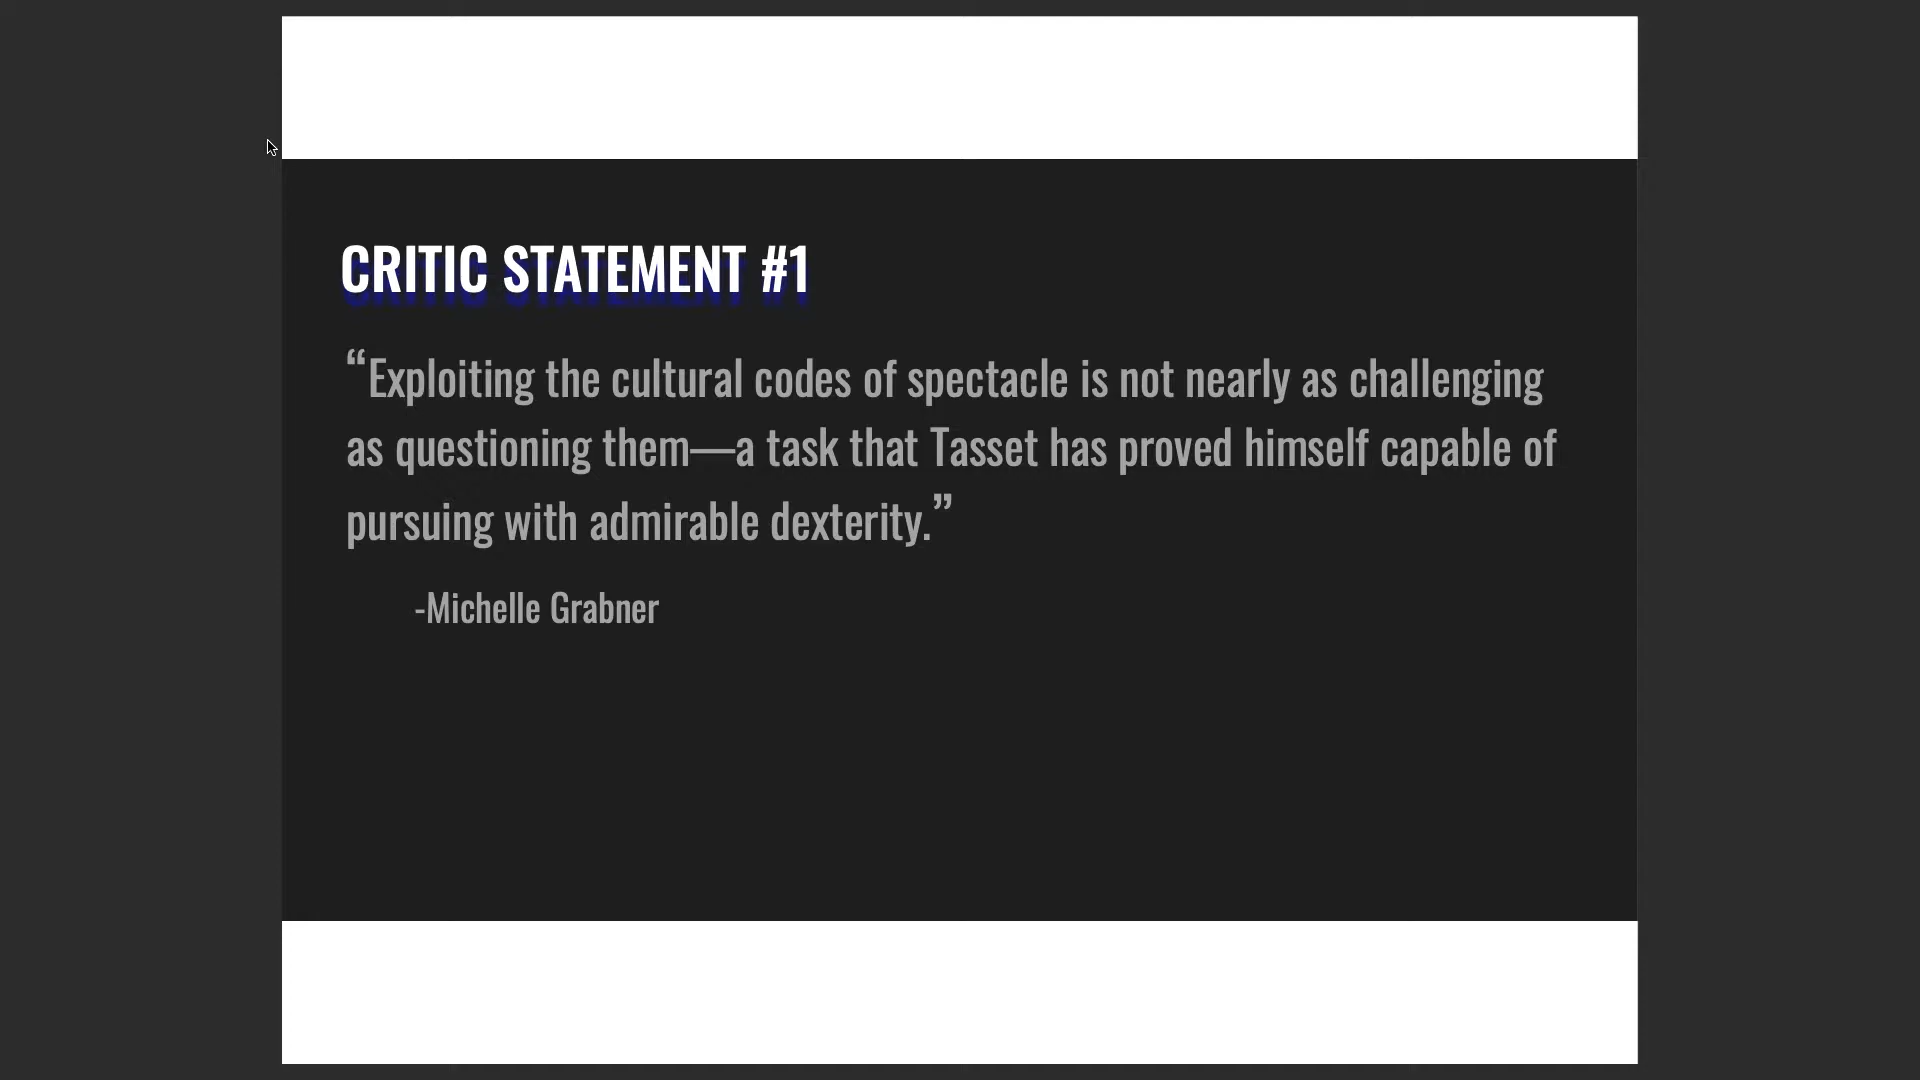 CRITIC STATEMENT #1
“Exploiting the cultural codes of spectacle is not nearly as challenging
as questioning them—a task that Tasset has proved himself capable of
pursuing with admirable dexterity.”
-Michelle Grabner